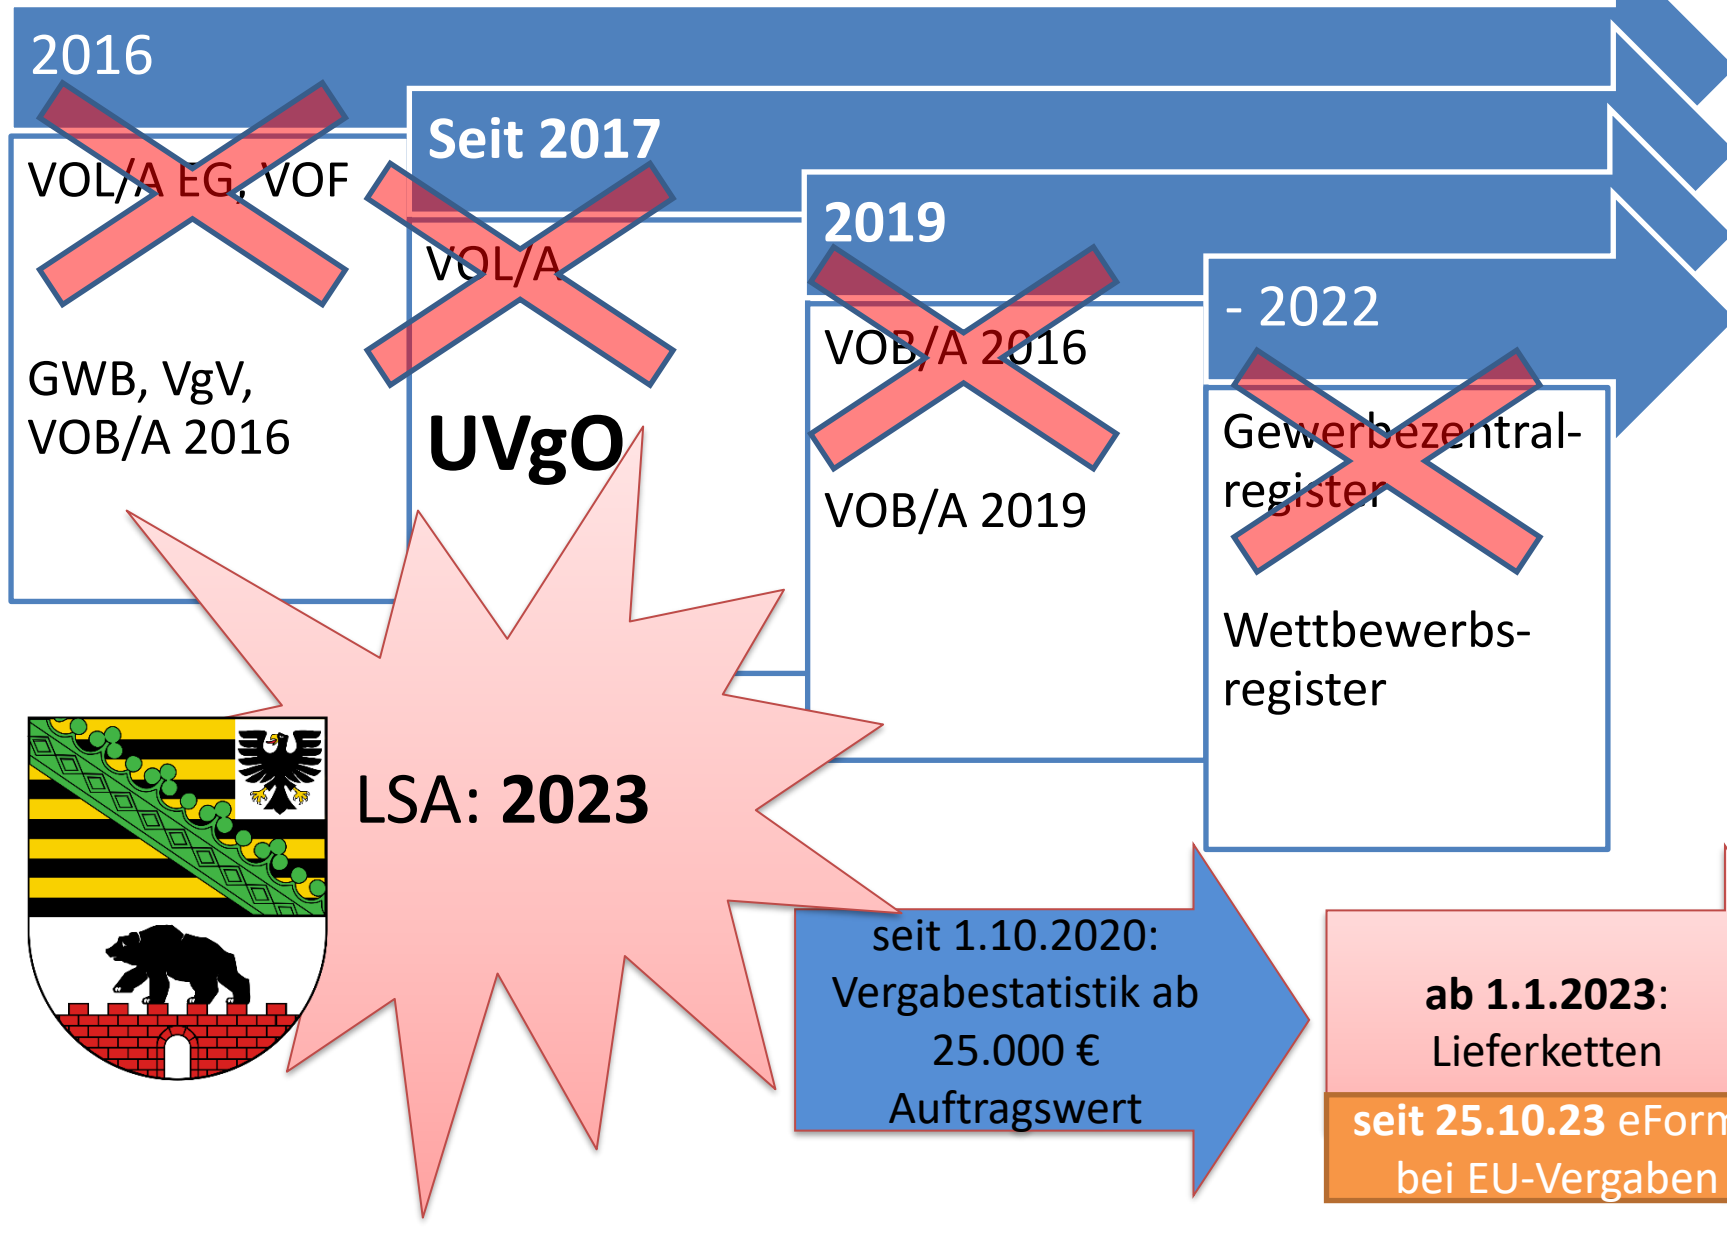 2016
VOL/A EG, VOF
GWB, VgV,
VOB/A 2016
Seit 2017
VOL/A
UVgO
2019
VOB/A 2016
VOB/A 2019
- 2022
Gewerbezentral-
register
Wettbewerbs-
register
LSA: 2023
seit 1.10.2020:
Vergabestatistik ab
25.000 €
Auftragswert
ab 1.1.2023:
Lieferketten
seit 25.10.23 eForm
bei EU-Vergaben